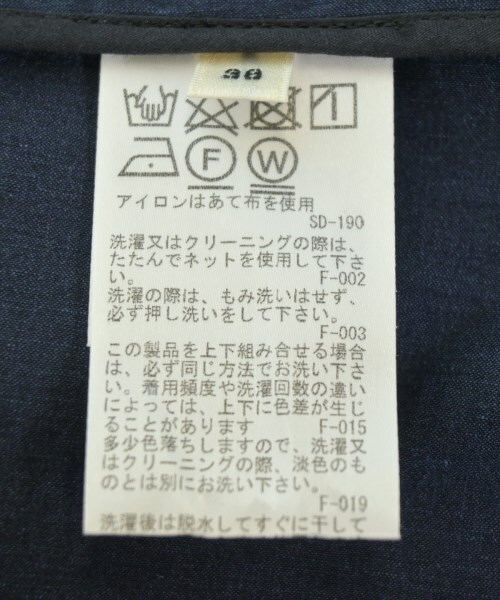 38
F
W
アイロンはあて布を使用
SD-190
洗濯又はクリーニングの際は、
たたんでネットを使用して下さ
い。 F-002
洗濯の際は、もみ洗いはせず、
必ず押し洗いをして下さい。
F-003
この製品を上下組み合せる場合
は、必ず同じ方法でお洗い下さ
い。着用頻度や洗濯回数の違い
によっては、上下に色差が生じ
ることがあります F-015
多少色落ちしますので、洗濯又
はクリーニングの際、淡色のも
のとは別にお洗い下さい。
F-019
洗濯後は脱水してすぐに干して